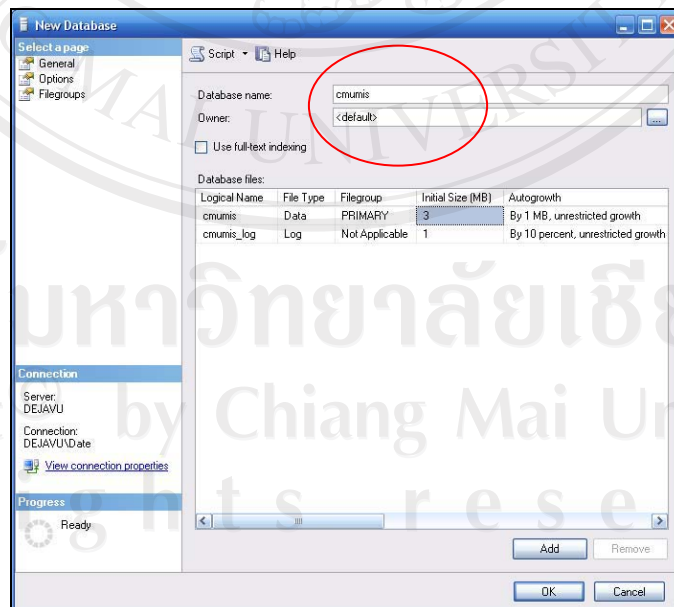 New Database
Select a page
General
Options
Filegroups
Script Help
Database name: cmumis
Owner: <default> ...
Use full-text indexing
Database files:
Logical Name File Type Filegroup Initial Size (MB) Autogrowth
cmumis Data PRIMARY 3 By 1 MB, unrestricted growth
cmumis_log Log Not Applicable 1 By 10 percent, unrestricted growth
Connection
Server:
DEJAVU
Connection:
DEJAVU\Date
View connection properties
Progress
Ready
Add Remove
OK Cancel
MAI UNIVERSIT
มหาวิทยาลัยเชีย
© by Chiang Mai Un
ights rese